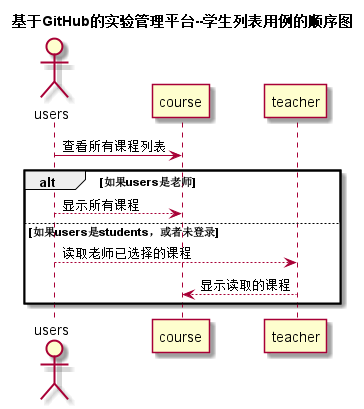 基于GitHub的实验管理平台--学生列表用例的顺序图
users
course
teacher
查看所有课程列表
alt [如果users是老师]
显示所有课程
[如果users是students，或者未登录]
读取老师已选择的课程
显示读取的课程
users
course
teacher